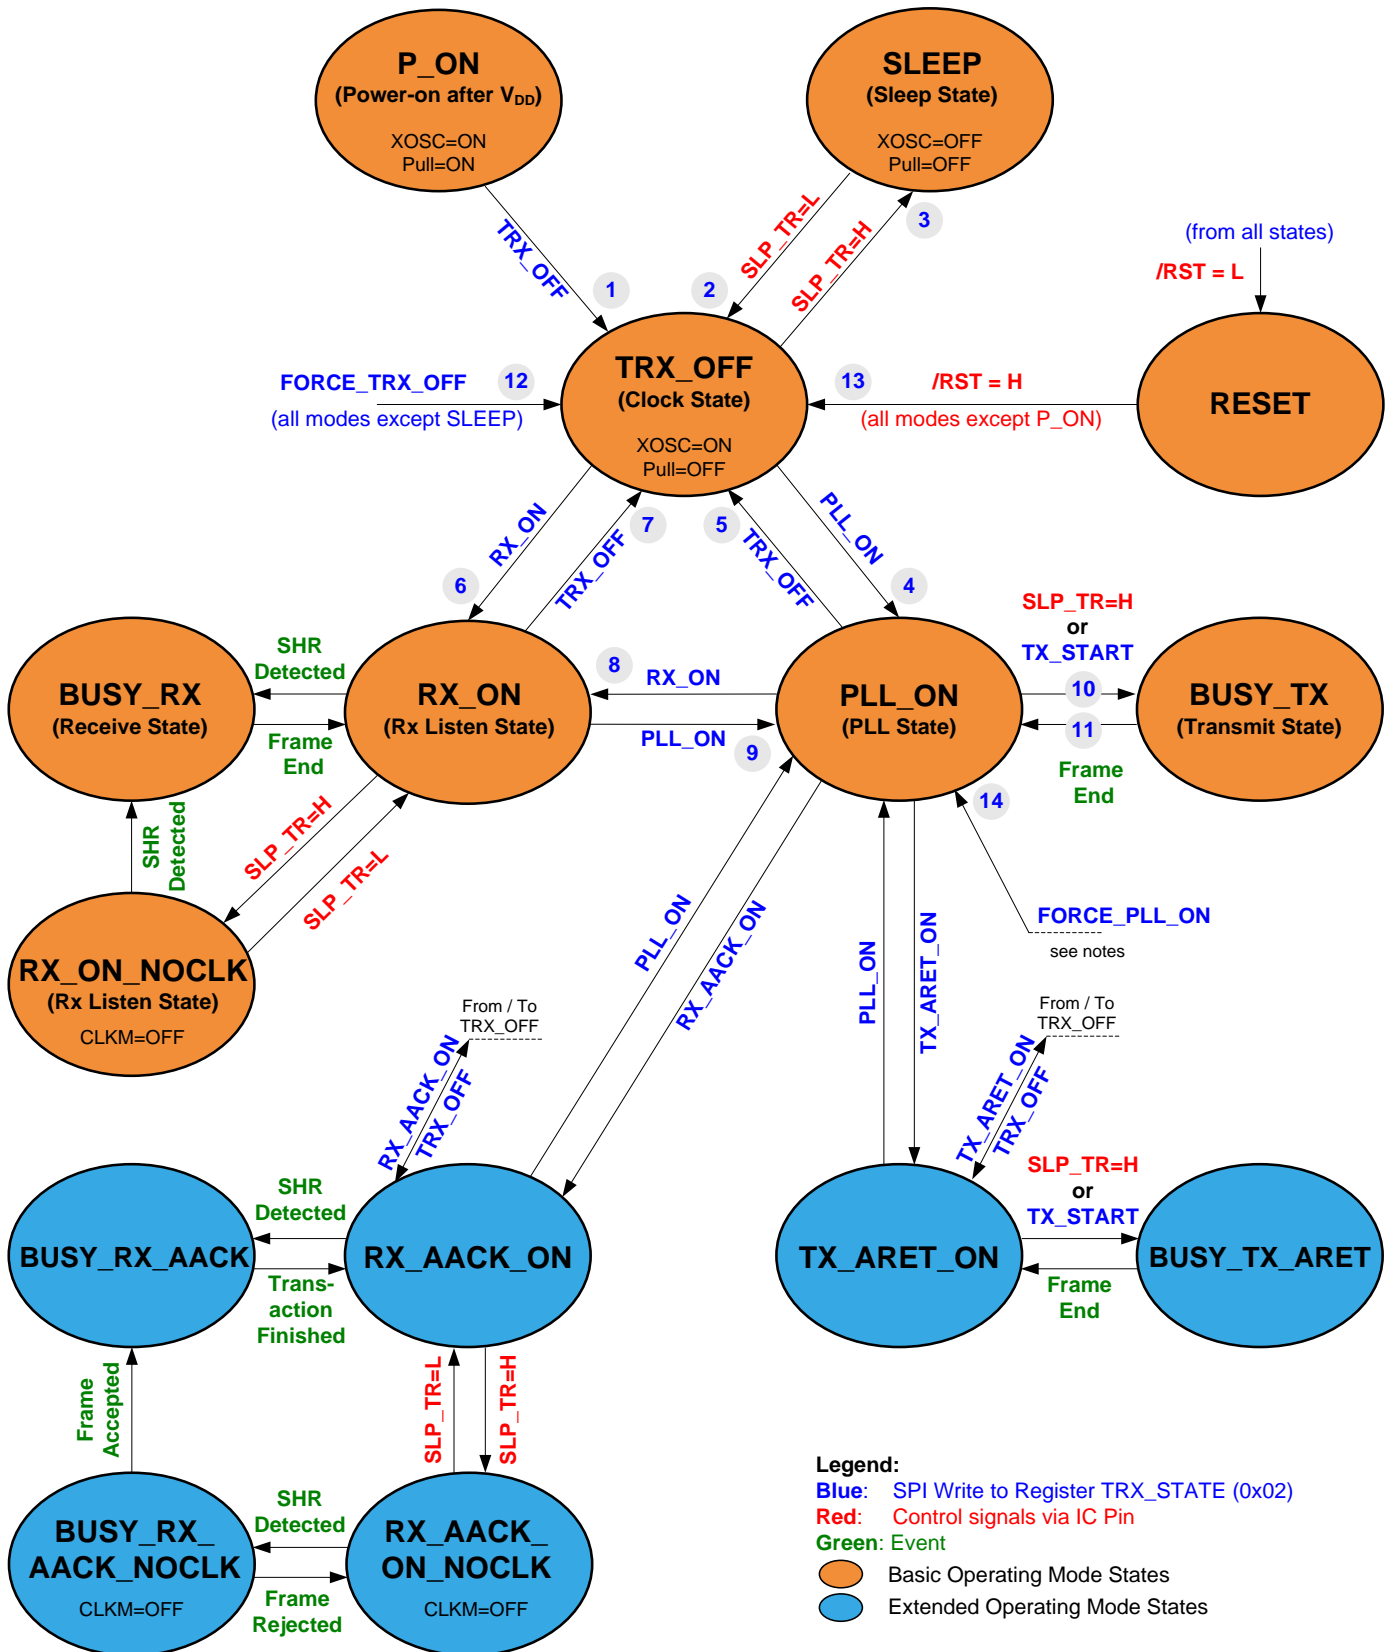 P_ON
(Power-on after VDD)
XOSC=ON
Pull=ON
SLEEP
(Sleep State)
XOSC=OFF
Pull=OFF
TRX_OFF
1
SLP_TR=L
2
SLP_TR=H
3
(from all states)
/RST = L
FORCE_TRX_OFF
12
(all modes except SLEEP)
TRX_OFF
(Clock State)
XOSC=ON
Pull=OFF
13
/RST = H
(all modes except P_ON)
RESET
RX_ON
6
TRX_OFF
7
TRX_OFF
5
PLL_ON
4
BUSY_RX
(Receive State)
SHR
Detected
Frame
End
RX_ON
(Rx Listen State)
8
RX_ON
PLL_ON
9
PLL_ON
(PLL State)
SLP_TR=H
or
TX_START
10
11
Frame
End
BUSY_TX
(Transmit State)
SHR
Detected
SLP_TR=H
SLP_TR=L
14
FORCE_PLL_ON
see notes
RX_ON_NOCLK
(Rx Listen State)
CLKM=OFF
PLL_ON
RX_AACK_ON
PLL_ON
TX_ARET_ON
From / To
TRX_OFF
RX_AACK_ON
TRX_OFF
From / To
TRX_OFF
TX_ARET_ON
TRX_OFF
BUSY_RX_AACK
SHR
Detected
Trans-
action
Finished
RX_AACK_ON
TX_ARET_ON
SLP_TR=H
or
TX_START
Frame
End
BUSY_TX_ARET
Frame
Accepted
SLP_TR=L
SLP_TR=H
BUSY_RX_
AACK_NOCLK
CLKM=OFF
SHR
Detected
Frame
Rejected
RX_AACK_
ON_NOCLK
CLKM=OFF
Legend:
Blue: SPI Write to Register TRX_STATE (0x02)
Red: Control signals via IC Pin
Green: Event
Basic Operating Mode States
Extended Operating Mode States